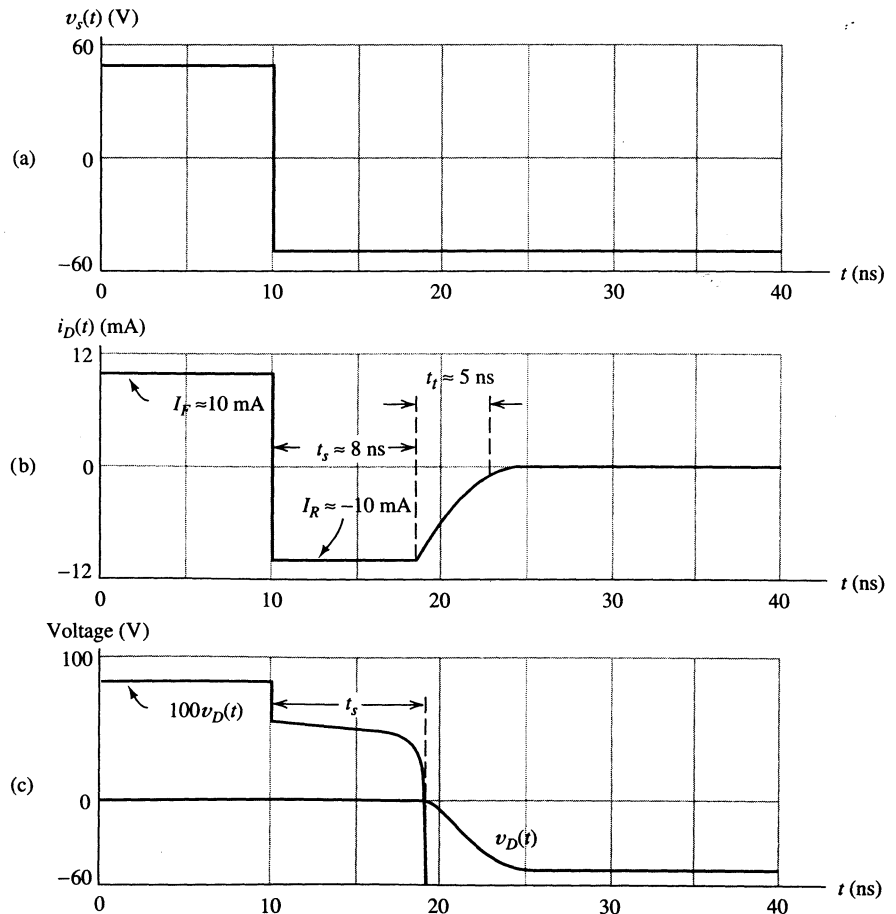 v_s(t) (V)
60
(a)
0
−60
0
10
20
30
40
t (ns)
i_D(t) (mA)
12
t_t ≈ 5 ns
I_F ≈10 mA
t_s ≈ 8 ns
(b)
0
I_R ≈ −10 mA
−12
0
10
20
30
40
t (ns)
Voltage (V)
100
t_s
100v_D(t)
(c)
0
v_D(t)
−60
0
10
20
30
40
t (ns)